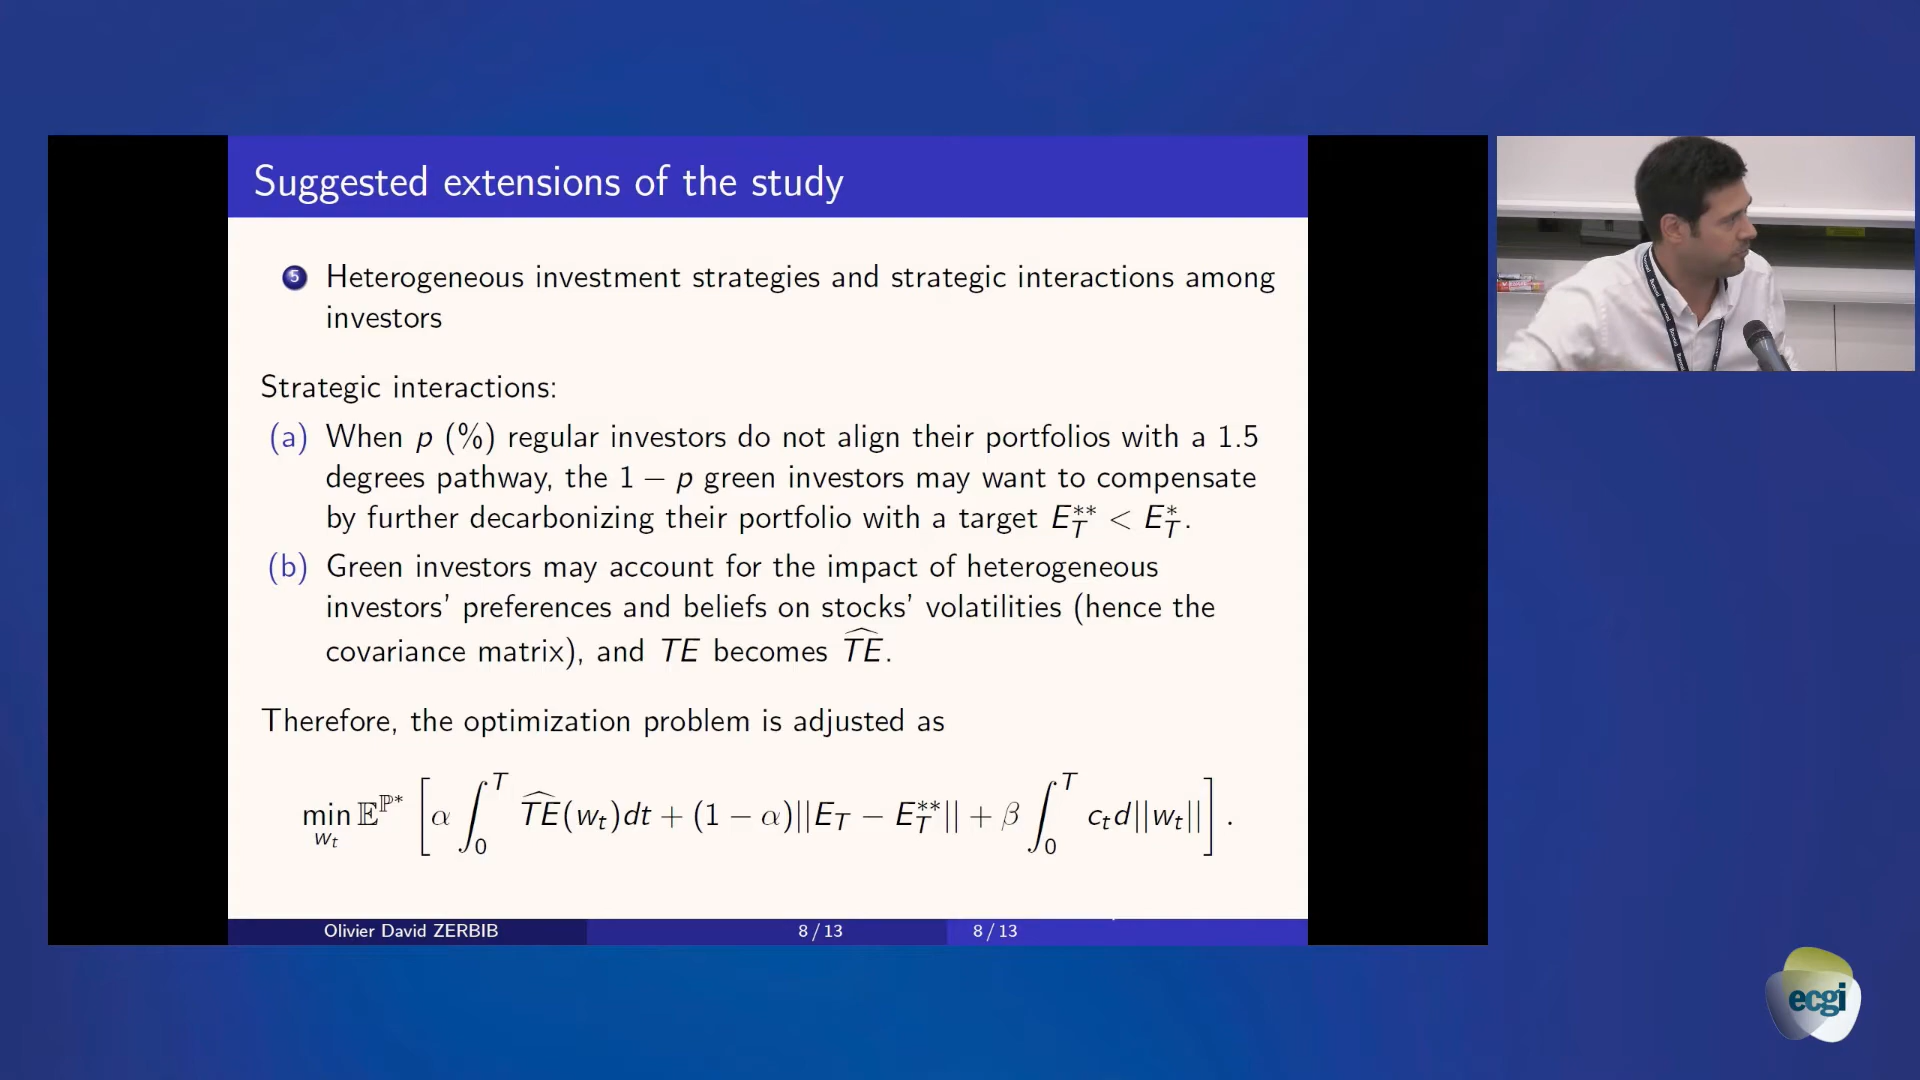 Suggested extensions of the study
5 Heterogeneous investment strategies and strategic interactions among
investors
Strategic interactions:
(a) When p (%) regular investors do not align their portfolios with a 1.5
degrees pathway, the 1 − p green investors may want to compensate
by further decarbonizing their portfolio with a target E_T^{**} < E_T^*.
(b) Green investors may account for the impact of heterogeneous
investors' preferences and beliefs on stocks' volatilities (hence the
covariance matrix), and TE becomes \widehat{TE}.
Therefore, the optimization problem is adjusted as
\min_{w_t} \mathbb{E}^{\mathbb{P}^*} \left[ \alpha \int_0^T \widehat{TE}(w_t)dt + (1 − \alpha)||E_T − E_T^{**}|| + \beta \int_0^T c_t d||w_t|| \right].
Olivier David ZERBIB 8 / 13 8 / 13
ecgi